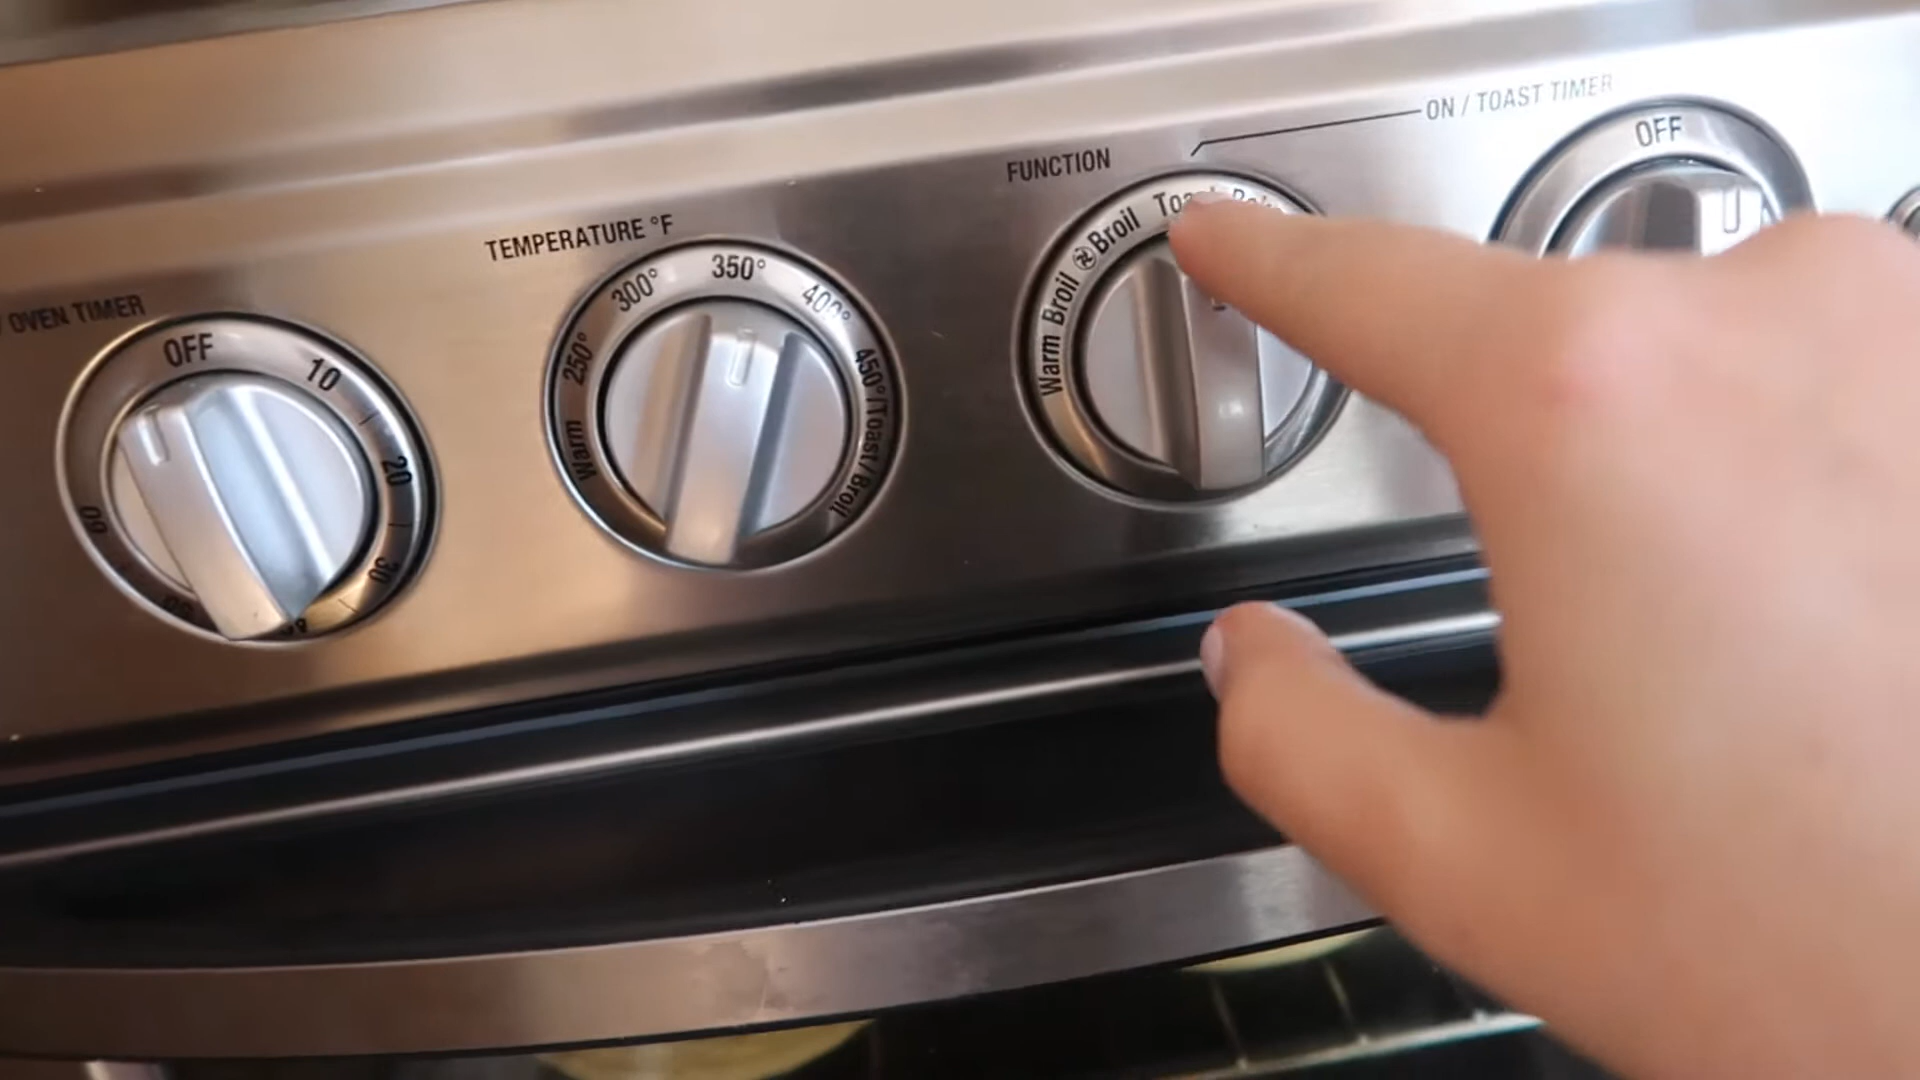 ON / TOAST TIMER
OFF
FUNCTION
Warm Broil Broil
TEMPERATURE °F
Warm 250° 300° 350° 400° 450°/Toast/Broil
/ OVEN TIMER
OFF 10 20 30
60